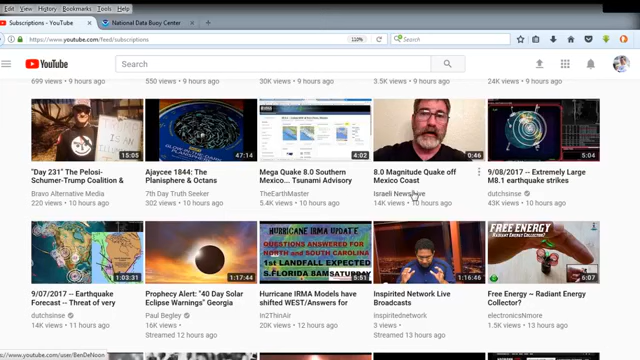 Edit View History Bookmarks Tools Help
Subscriptions - YouTube × National Data Buoy Center ×
https://www.youtube.com/feed/subscriptions 110% Search
YouTube Search
699 views • 9 hours ago 550 views • 9 hours ago 30K views • 9 hours ago 3.5K views • 9 hours ago 10 hours ago
IS AN
15:05 47:14 4:02 0:46 5:04
"Day 231" The Pelosi-Schumer-Trump Coalition &
Bravo Alternative Media
220 views • 10 hours ago
Ajaycee 1844: The Planisphere & Octans
7th Day Truth Seeker
302 views • 10 hours ago
Mega Quake 8.0 Southern Mexico... Tsunami Advisory
TheEarthMaster
5.4K views • 10 hours ago
8.0 Magnitude Quake off Mexico Coast
Israeli News Live
14K views • 10 hours ago
9/08/2017 -- Extremely Large M8.1 earthquake strikes
dutchsinse
43K views • 10 hours ago
1:03:31
9/07/2017 -- Earthquake Forecast -- Threat of very
dutchsinse
14K views • 11 hours ago
1:17:44
Prophecy Alert: "40 Day Solar Eclipse Warnings" Georgia
Paul Begley
16K views
Streamed 12 hours ago
HURRICANE IRMA UPDATE
QUESTIONS ANSWERED FOR
NORTH and SOUTH CAROLINA
1st LANDFALL EXPECTED
S.FLORIDA 8AM SATURDAY
6:51
Hurricane IRMA Models have shifted WEST/Answers for
In2ThinAir
10K views • 12 hours ago
1:16:46
Inspirited Network Live Broadcasts
inspiritednetwork
3 views
Streamed 12 hours ago
FREE ENERGY
RADIANT ENERGY COLLECTOR?
5:51
Free Energy ~ Radiant Energy Collector?
electronicsNmore
1.5K views • 13 hours ago
www.youtube.com/user/BenDeNoon